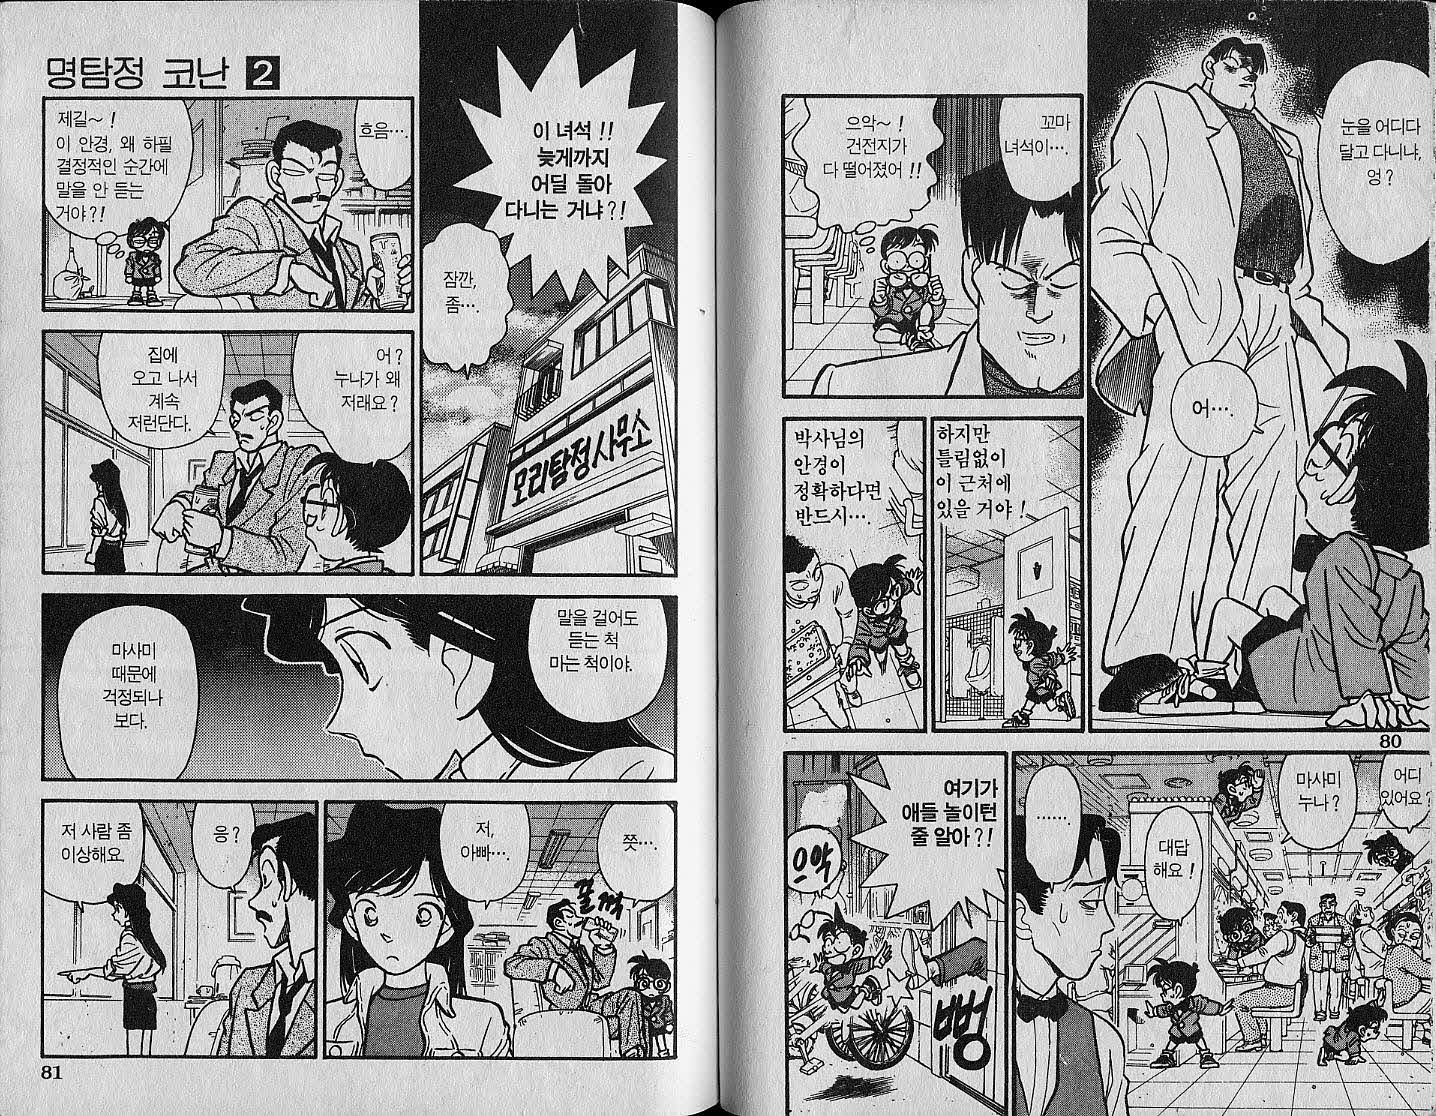 눈을 어디다
달고 다니냐,
엉?
어….
꼬마
녀석이….
으악~!
건전지가
다 떨어졌어!!
하지만
틀림없이
이 근처에
있을 거야!
박사님의
안경이
정확하다면
반드시….
80
어디
있어요?
마사미
누나?
대답
해요!
.......
여기가
애들 놀이턴
줄 알아?!
으악
뻥
명탐정 코난 2
이 녀석!!
늦게까지
어딜 돌아
다니는 거냐?!
잠깐,
좀….
모리탐정사무소
흐음….
제길~!
이 안경, 왜 하필
결정적인 순간에
말을 안 듣는
거야?!
어?
누나가 왜
저래요?
집에
오고 나서
계속
저런단다.
말을 걸어도
듣는 척
마는 척이야.
마사미
때문에
걱정되나
보다.
쯧….
저,
아빠….
꿀꺽
응?
저 사람 좀
이상해요.
81